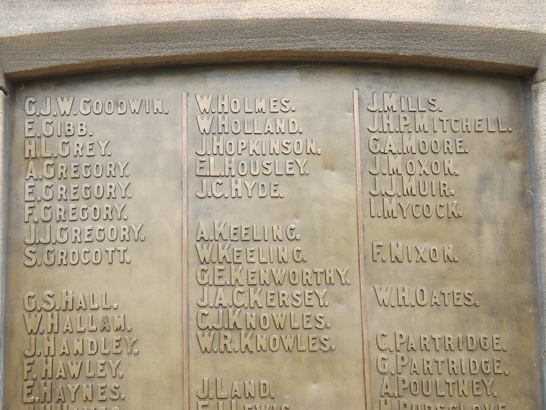 G.J.W.GOODWIN.
E.GIBB.
H.L.GREY.
A.GREGORY.
E.GREGORY.
F.GREGORY.
J.J.GREGORY.
S.GROCOTT.
G.S.HALL.
W.HALLAM.
J.HANDLEY.
F.HAWLEY.
E.HAYNES.
W.HOLMES.
W.HOLLAND.
J.HOPKINSON.
E.L.HOUSLEY.
J.C.HYDE.
A.KEELING.
W.KEELING.
G.E.KENWORTHY.
J.A.C.KERSEY.
C.J.KNOWLES.
W.R.KNOWLES.
J.LAND.
J.MILLS.
J.H.P.MITCHELL.
G.A.MOORE.
J.MOXON.
J.J.MUIR.
I.MYCOCK.
F.NIXON.
W.H.OATES.
C.PARTRIDGE.
G.PARTRIDGE.
A.POULTNEY.